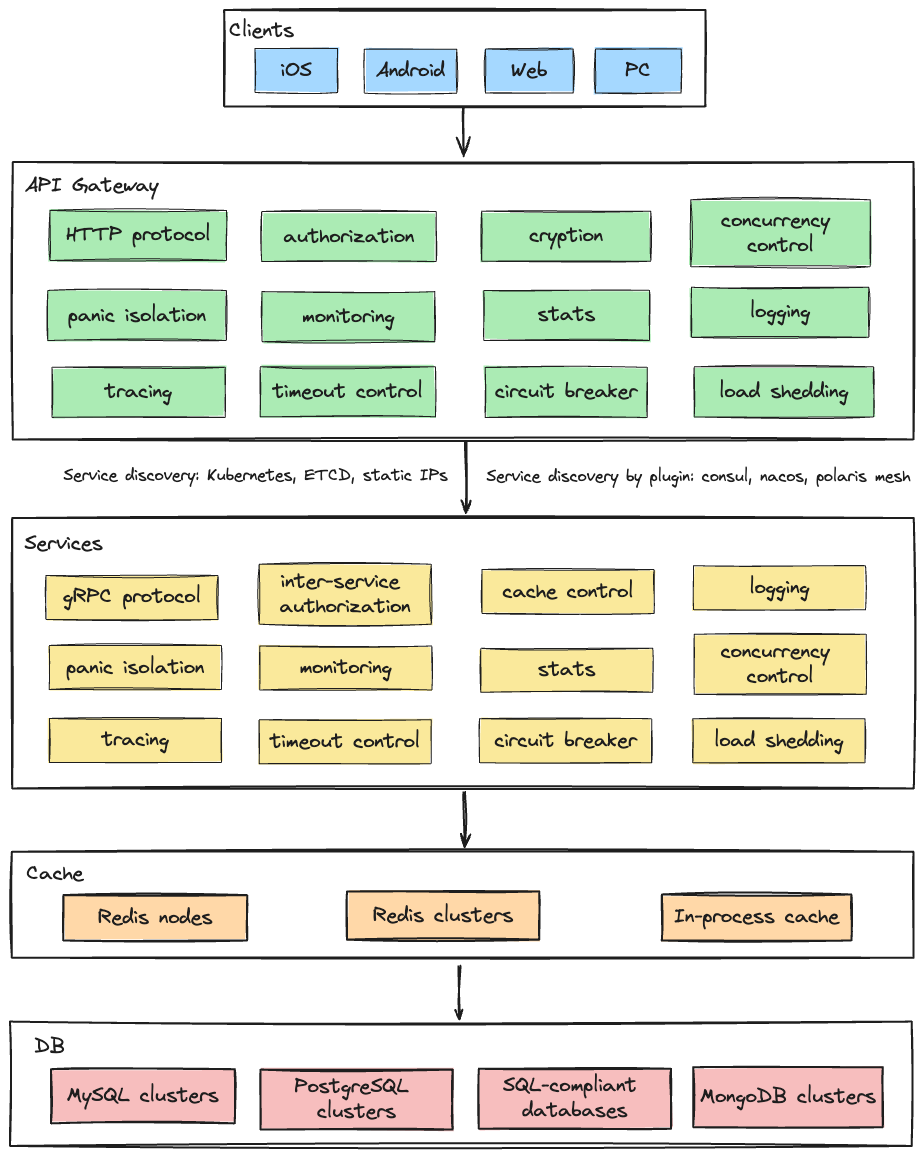 Clients
iOS
Android
Web
PC
API Gateway
HTTP protocol
authorization
cryption
concurrency
control
panic isolation
monitoring
stats
logging
tracing
timeout control
circuit breaker
load shedding
Service discovery: Kubernetes, ETCD, static IPs
Service discovery by plugin: consul, nacos, polaris mesh
Services
gRPC protocol
inter-service
authorization
cache control
logging
panic isolation
monitoring
stats
concurrency
control
tracing
timeout control
circuit breaker
load shedding
Cache
Redis nodes
Redis clusters
In-process cache
DB
MySQL clusters
PostgreSQL
clusters
SQL-compliant
databases
MongoDB clusters